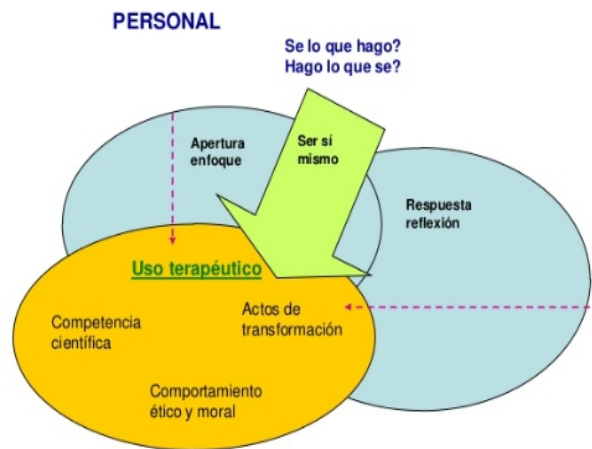 PERSONAL
Se lo que hago?
Hago lo que se?
Apertura
enfoque
Ser sí
mismo
Respuesta
reflexión
Uso terapéutico
Competencia
científica
Actos de
transformación
Comportamiento
ético y moral